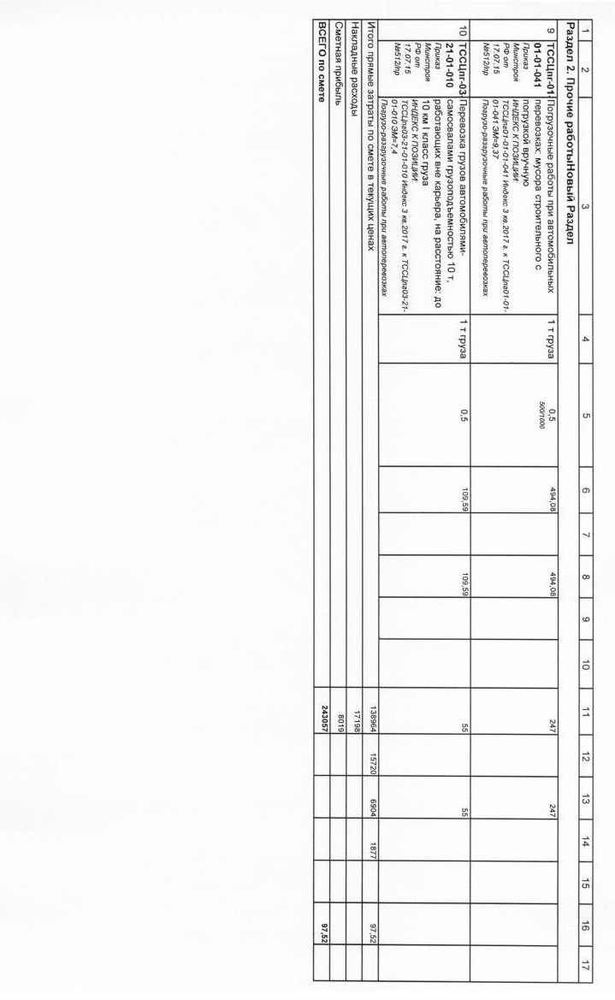 1 2 3 4 5 6 7 8 9 10 11 12 13 14 15 16 17
Раздел 2. Прочие работыНовый Раздел
9 ТССЦпг-01- Погрузочные работы при автомобильных 1 т груза 0,5 494,08 494,08 247 247
01-01-041 перевозках: мусора строительного с 500/1000
Приказ погрузкой вручную
Минстроя ИНДЕКС К ПОЗИЦИИ:
РФ от ТССЦпг01-01-01-041 Индекс 3 кв.2017 г. к ТССЦпг01-01-
17.07.15 01-041 ЭМ=9,37
№512/пр Погрузо-разгрузочные работы при автоперевозках
10 ТССЦпг-03- Перевозка грузов автомобилями- 1 т груза 0,5 109,59 109,59 55 55
21-01-010 самосвалами грузоподъемностью 10 т,
Приказ работающих вне карьера, на расстояние: до
Минстроя 10 км I класс груза
РФ от ИНДЕКС К ПОЗИЦИИ:
17.07.15 ТССЦпг03-21-01-010 Индекс 3 кв.2017 г. к ТССЦпг03-21-
№512/пр 01-010 ЭМ=7,4
Погрузо-разгрузочные работы при автоперевозках
Итого прямые затраты по смете в текущих ценах 138964 15720 6904 1877 97,52
Накладные расходы 17198
Сметная прибыль 8019
ВСЕГО по смете 243057 97,52